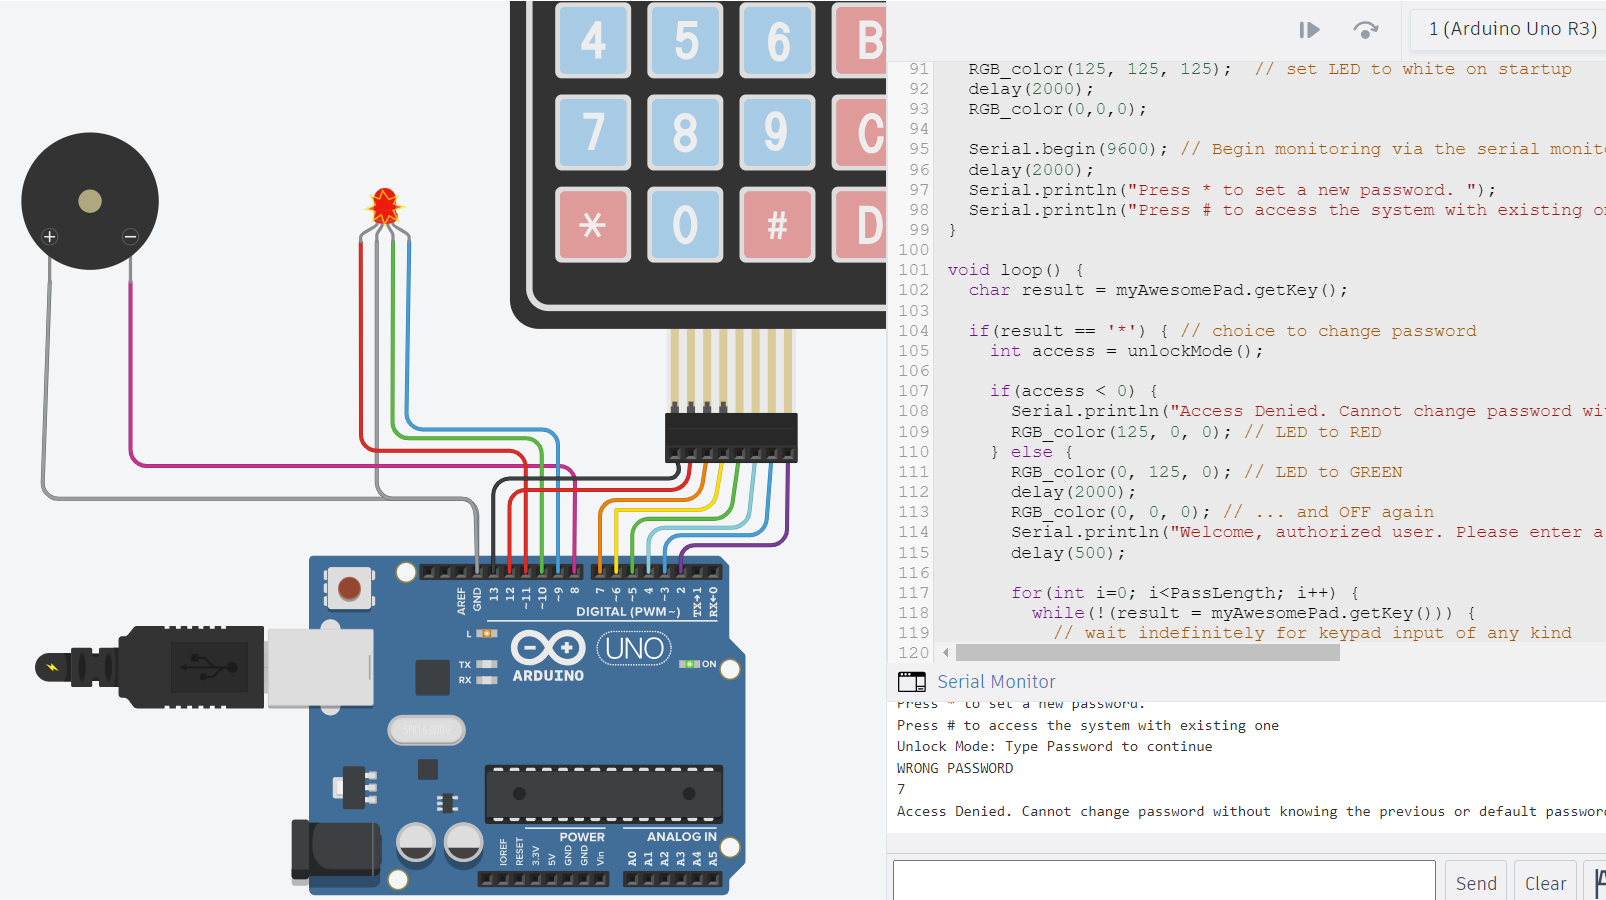 4 5 6 B
7 8 9 C
* 0 # D
AREF
GND
13
12
~11
~10
~9
8
7
~6
~5
4
~3
2
TX→1
RX←0
DIGITAL (PWM~)
L
TX
RX
ARDUINO
UNO
ON
POWER
ANALOG IN
IOREF
RESET
3.3V
5V
GND
GND
Vin
A0
A1
A2
A3
A4
A5
1 (Arduino Uno R3)
91 RGB_color(125, 125, 125); // set LED to white on startup
92 delay(2000);
93 RGB_color(0,0,0);
94
95 Serial.begin(9600); // Begin monitoring via the serial monit
96 delay(2000);
97 Serial.println("Press * to set a new password. ");
98 Serial.println("Press # to access the system with existing o
99 }
100
101 void loop() {
102 char result = myAwesomePad.getKey();
103
104 if(result == '*') { // choice to change password
105 int access = unlockMode();
106
107 if(access < 0) {
108 Serial.println("Access Denied. Cannot change password wi
109 RGB_color(125, 0, 0); // LED to RED
110 } else {
111 RGB_color(0, 125, 0); // LED to GREEN
112 delay(2000);
113 RGB_color(0, 0, 0); // ... and OFF again
114 Serial.println("Welcome, authorized user. Please enter a
115 delay(500);
116
117 for(int i=0; i<PassLength; i++) {
118 while(!(result = myAwesomePad.getKey())) {
119 // wait indefinitely for keypad input of any kind
120
Serial Monitor
Press * to set a new password.
Press # to access the system with existing one
Unlock Mode: Type Password to continue
WRONG PASSWORD
7
Access Denied. Cannot change password without knowing the previous or default passwor
Send
Clear